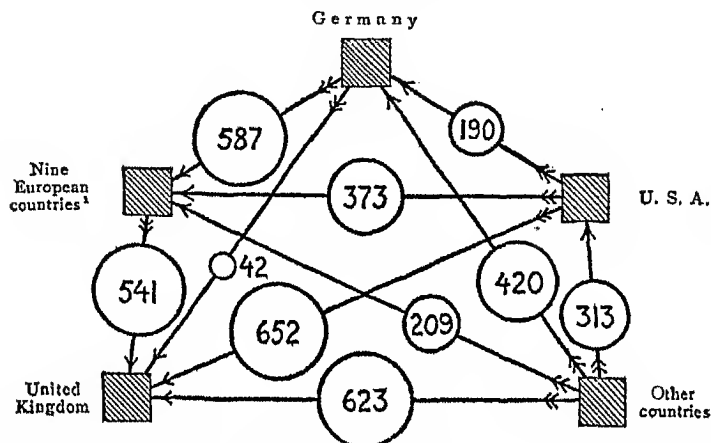 Germany
587
190
Nine
European
countries¹
373
U. S. A.
42
541
420
652
209
313
United
Kingdom
623
Other
countries